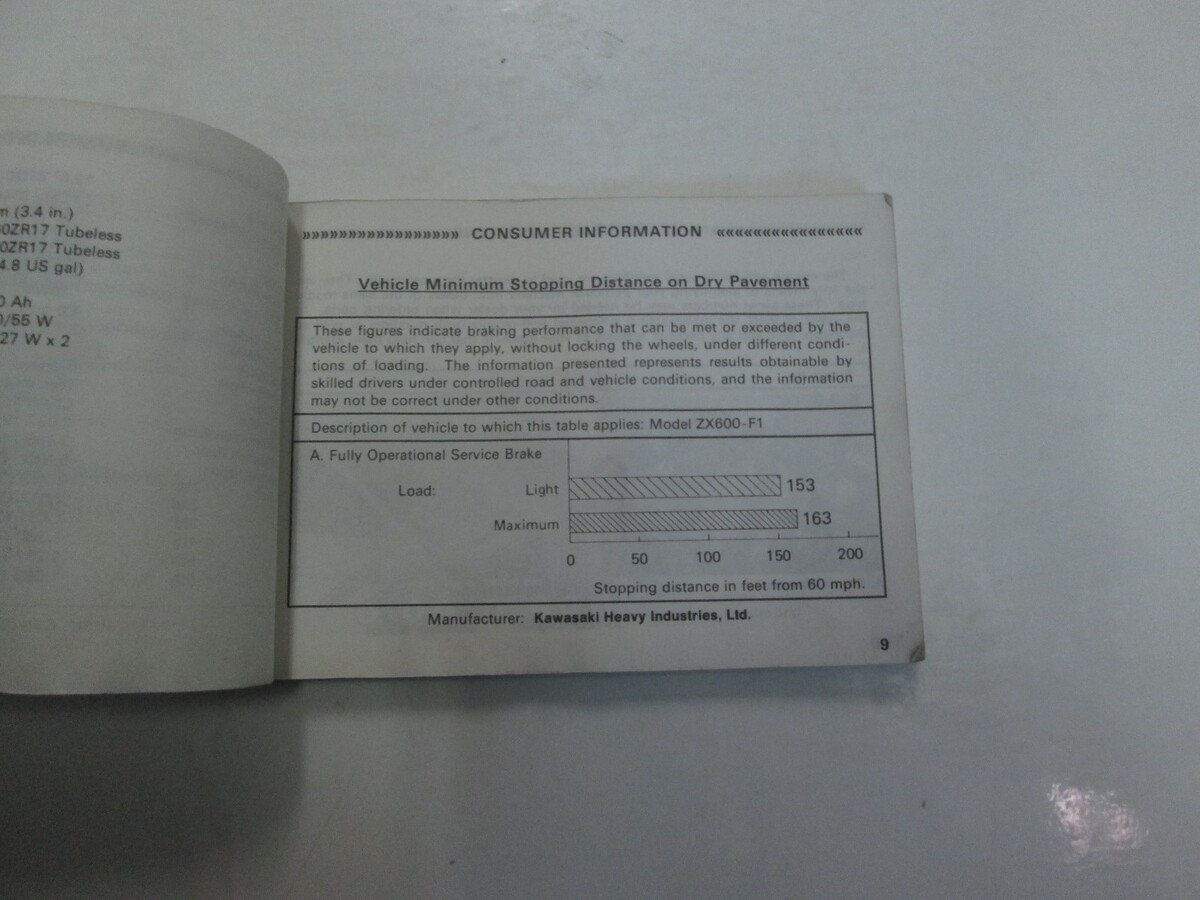 m (3.4 in.)
0ZR17 Tubeless
0ZR17 Tubeless
4.8 US gal)
0 Ah
0/55 W
27 W x 2
»»»»»»»»»»»»»»»»» CONSUMER INFORMATION ««««««««««««««««
Vehicle Minimum Stopping Distance on Dry Pavement
These figures indicate braking performance that can be met or exceeded by the
vehicle to which they apply, without locking the wheels, under different condi-
tions of loading. The information presented represents results obtainable by
skilled drivers under controlled road and vehicle conditions, and the information
may not be correct under other conditions.
Description of vehicle to which this table applies: Model ZX600-F1
A. Fully Operational Service Brake
Load: Light 153
Maximum 163
0 50 100 150 200
Stopping distance in feet from 60 mph.
Manufacturer: Kawasaki Heavy Industries, Ltd.
9